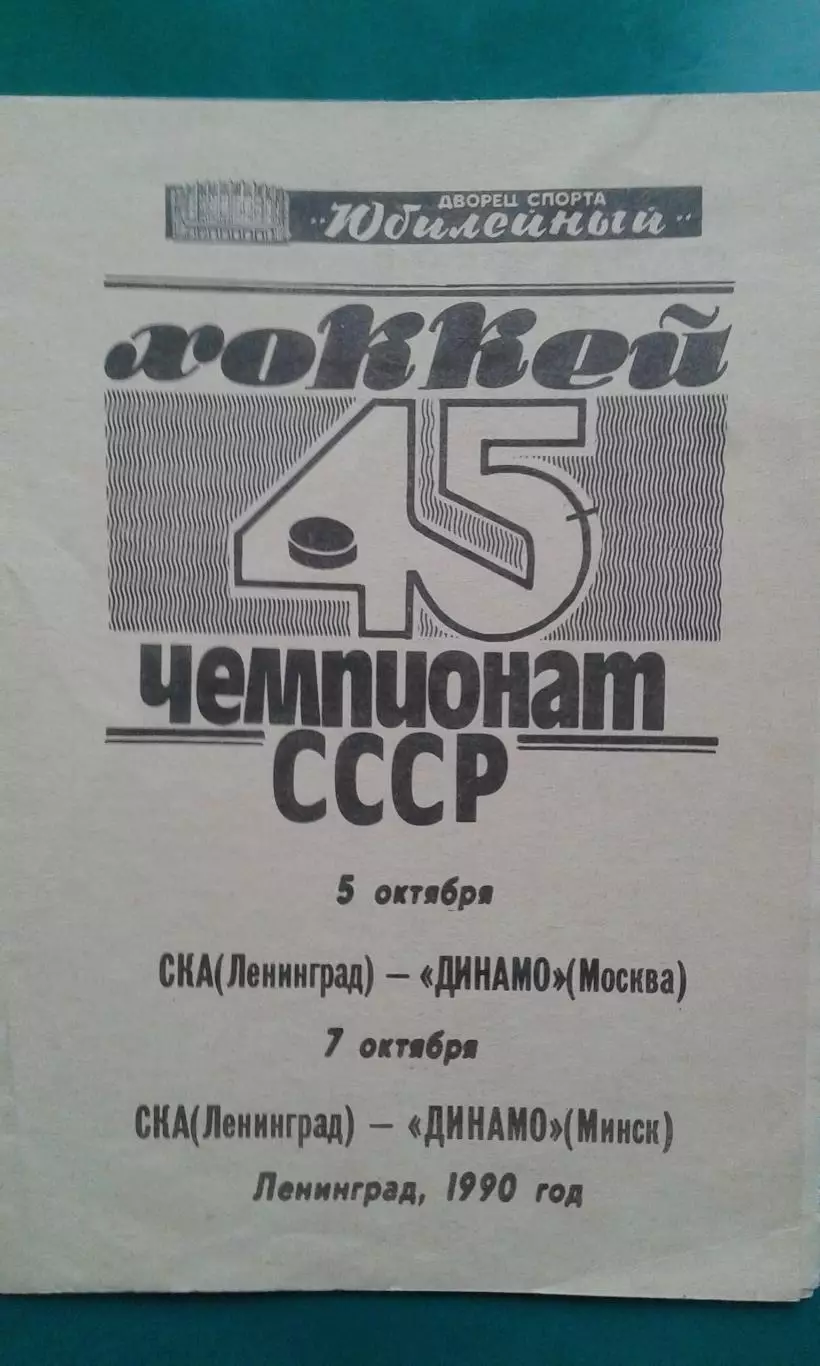 ДВОРЕЦ СПОРТА
"Юбилейный"
хоккей
45
чемпионат
СССР
5 октября
СКА(Ленинград) — «ДИНАМО»(Москва)
7 октября
СКА(Ленинград) — «ДИНАМО»(Минск)
Ленинград, 1990 год